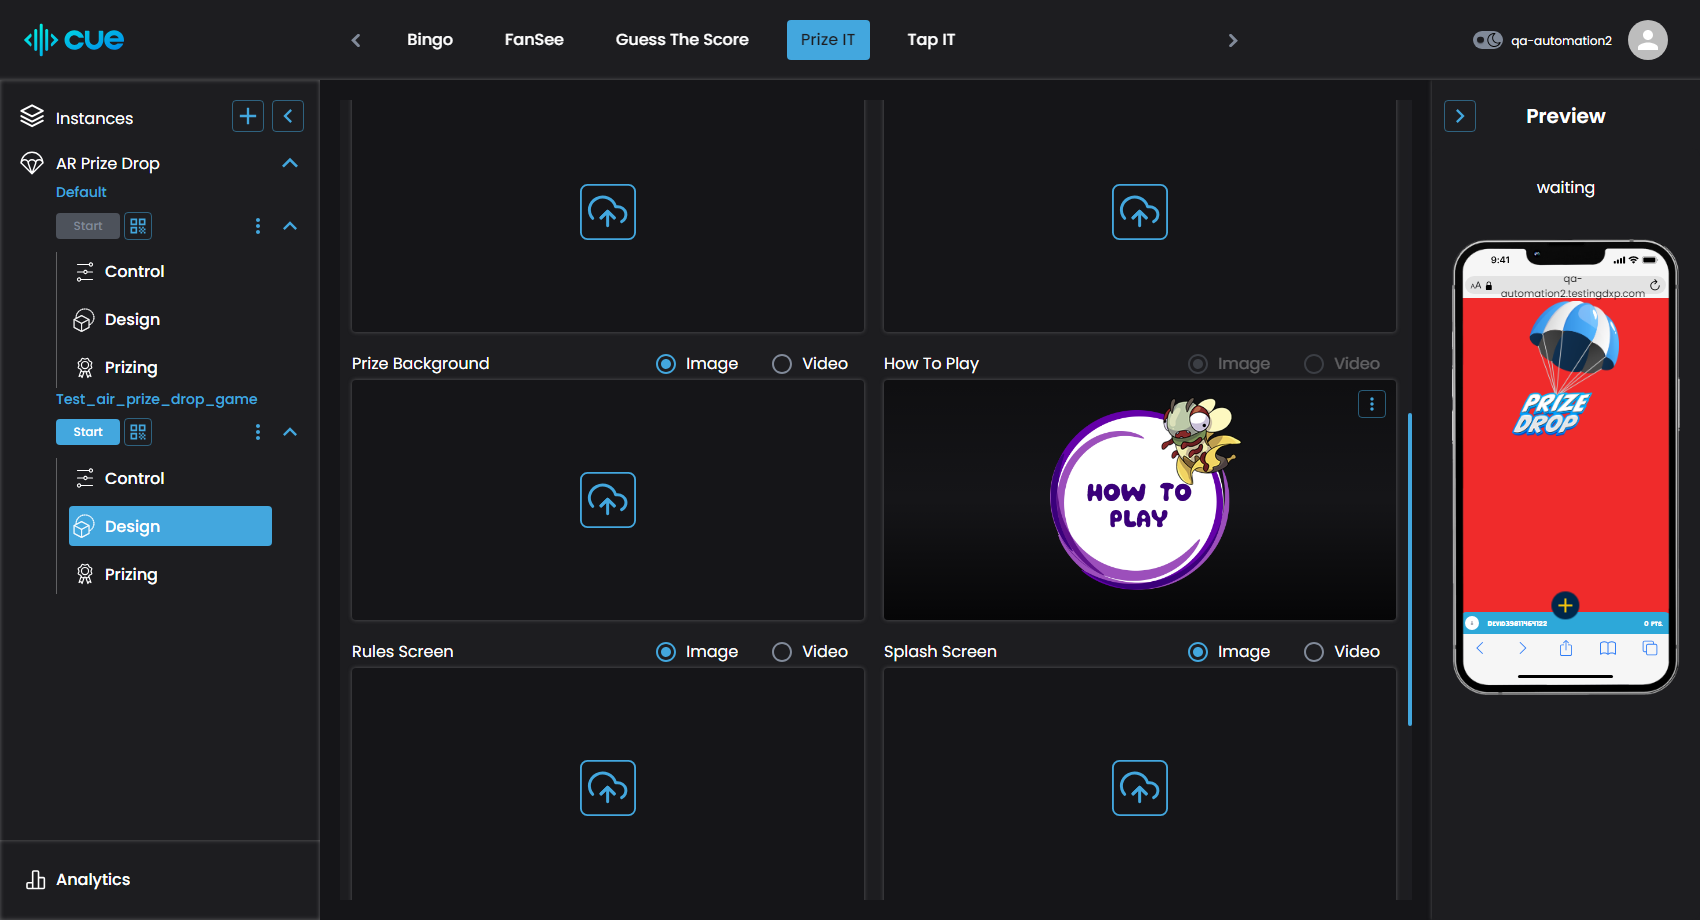 cue
Bingo
FanSee
Guess The Score
Prize IT
Tap IT
qa-automation2
Instances
AR Prize Drop
Default
Start
Control
Design
Prizing
Test_air_prize_drop_game
Start
Control
Design
Prizing
Analytics
Prize Background
Image
Video
How To Play
Image
Video
HOW TO
PLAY
Rules Screen
Image
Video
Splash Screen
Image
Video
Preview
waiting
9:41
AA
qa-
automation2.testingdxp.com
PRIZE
DROP
0 PTS.